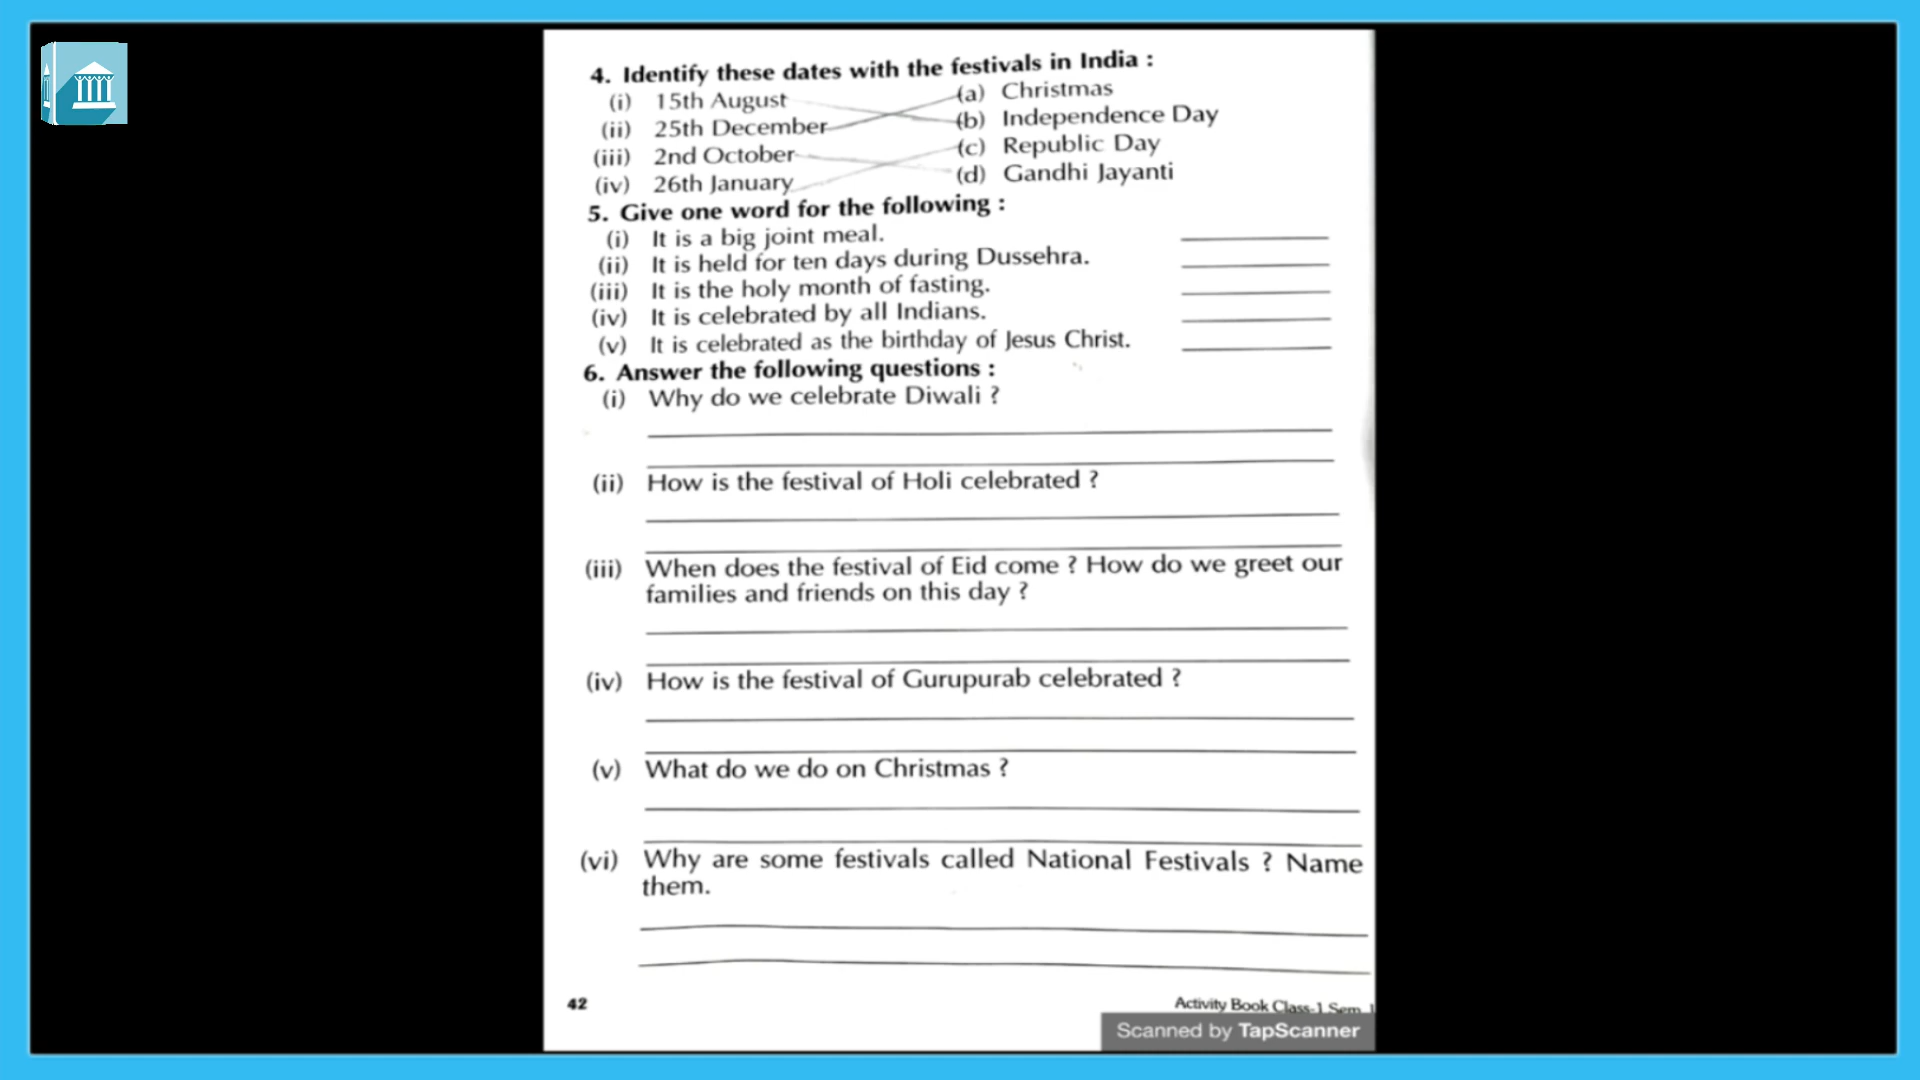 4. Identify these dates with the festivals in India :
(i) 15th August (a) Christmas
(ii) 25th December (b) Independence Day
(iii) 2nd October (c) Republic Day
(iv) 26th January (d) Gandhi Jayanti
5. Give one word for the following :
(i) It is a big joint meal.
(ii) It is held for ten days during Dussehra.
(iii) It is the holy month of fasting.
(iv) It is celebrated by all Indians.
(v) It is celebrated as the birthday of Jesus Christ.
6. Answer the following questions :
(i) Why do we celebrate Diwali ?
(ii) How is the festival of Holi celebrated ?
(iii) When does the festival of Eid come ? How do we greet our
families and friends on this day ?
(iv) How is the festival of Gurupurab celebrated ?
(v) What do we do on Christmas ?
(vi) Why are some festivals called National Festivals ? Name
them.
42 Activity Book Class-1 Sem
Scanned by TapScanner